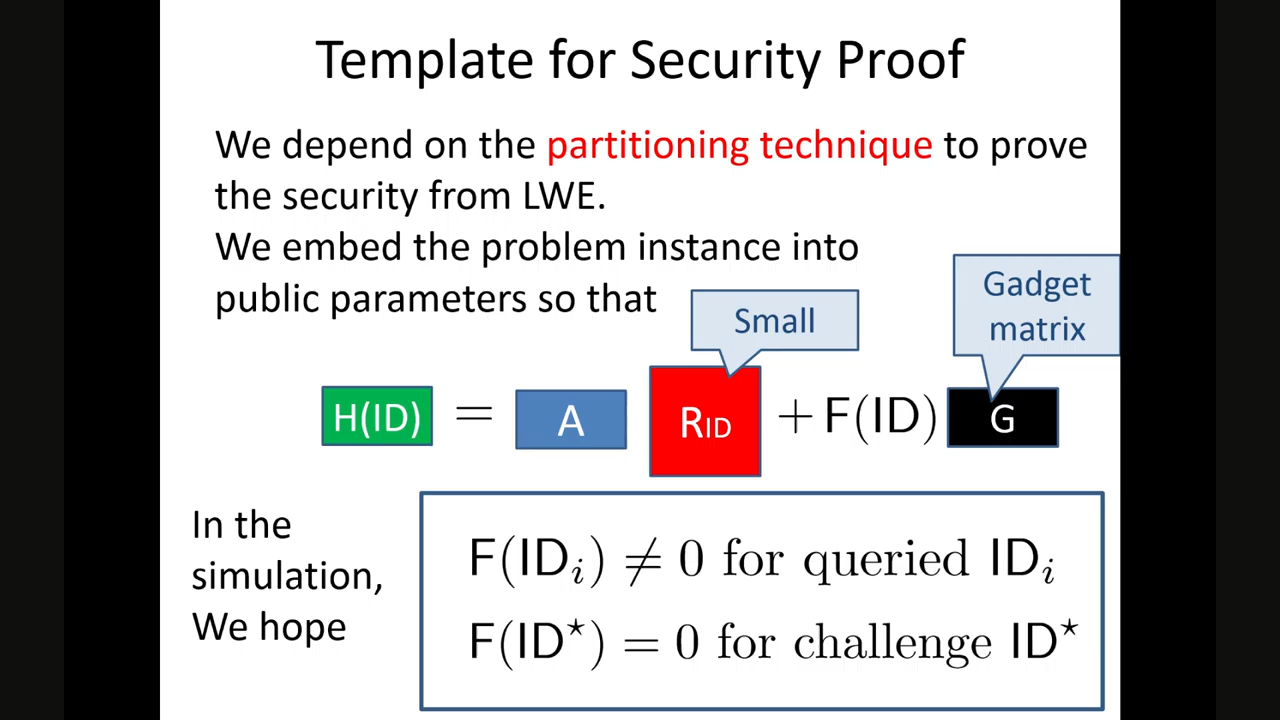 Template for Security Proof
We depend on the partitioning technique to prove
the security from LWE.
We embed the problem instance into
public parameters so that
Small
Gadget
matrix
H(ID) = A RID + F(ID) G
In the
simulation,
We hope
F(IDᵢ) ≠ 0 for queried IDᵢ
F(ID⋆) = 0 for challenge ID⋆